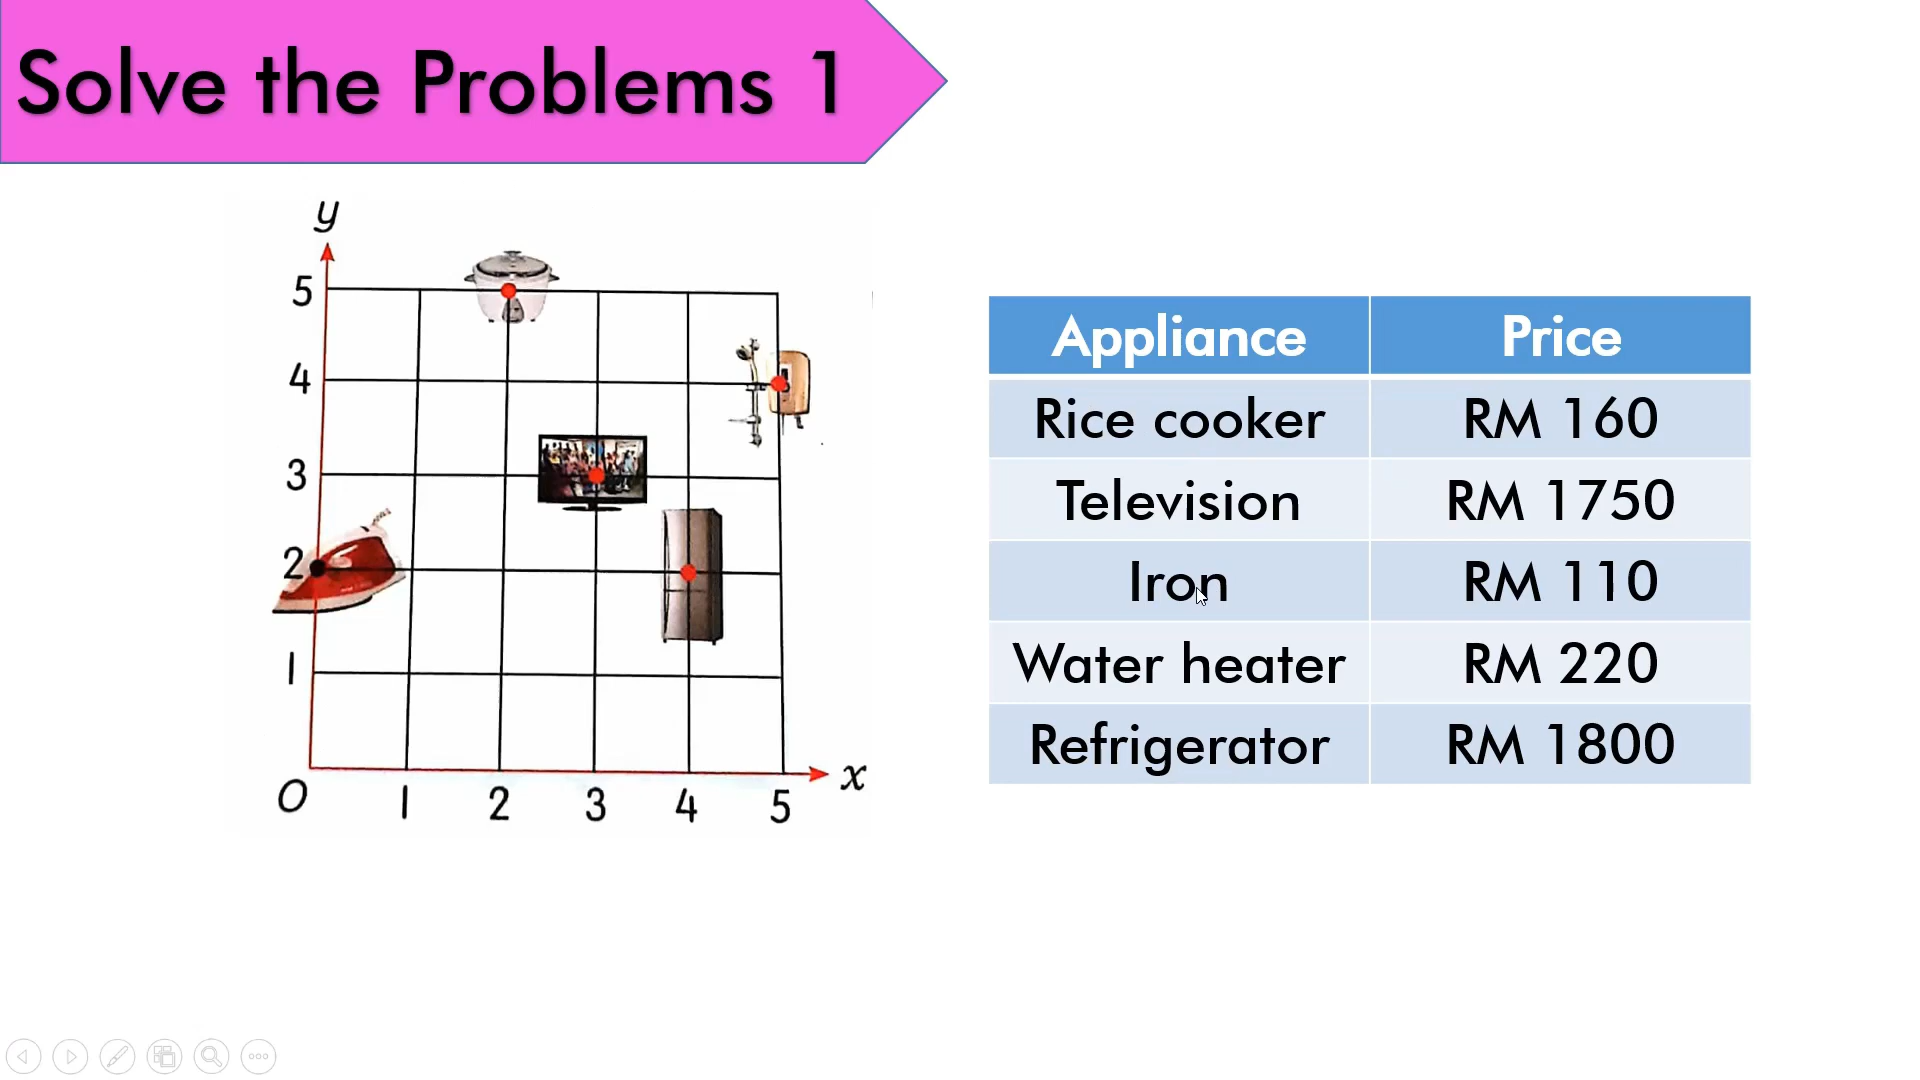 Solve the Problems 1
y
5
4
3
2
1
O
1 2 3 4 5
x
Appliance Price
Rice cooker RM 160
Television RM 1750
Iron RM 110
Water heater RM 220
Refrigerator RM 1800